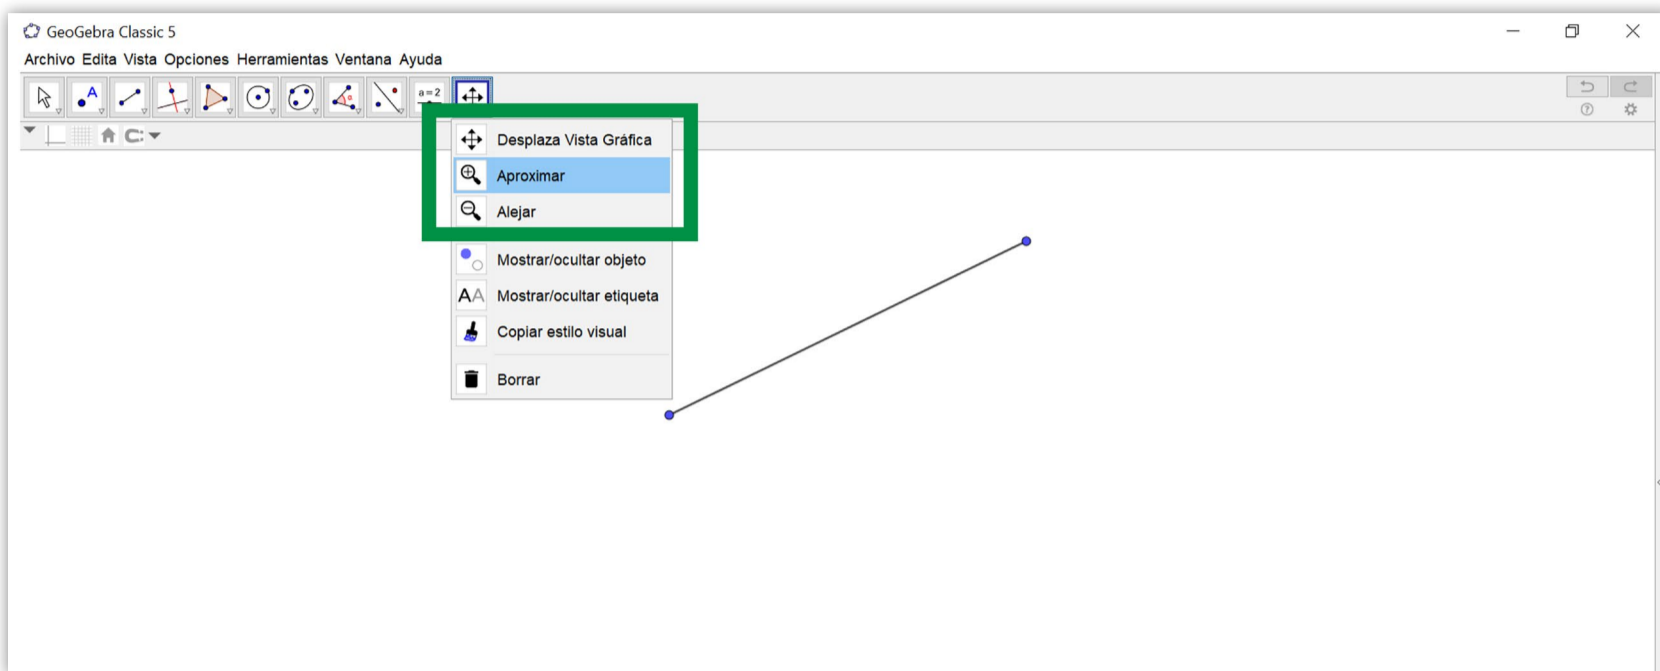 GeoGebra Classic 5
Archivo Edita Vista Opciones Herramientas Ventana Ayuda
A
a=2
Desplaza Vista Gráfica
Aproximar
Alejar
Mostrar/ocultar objeto
AA Mostrar/ocultar etiqueta
Copiar estilo visual
Borrar